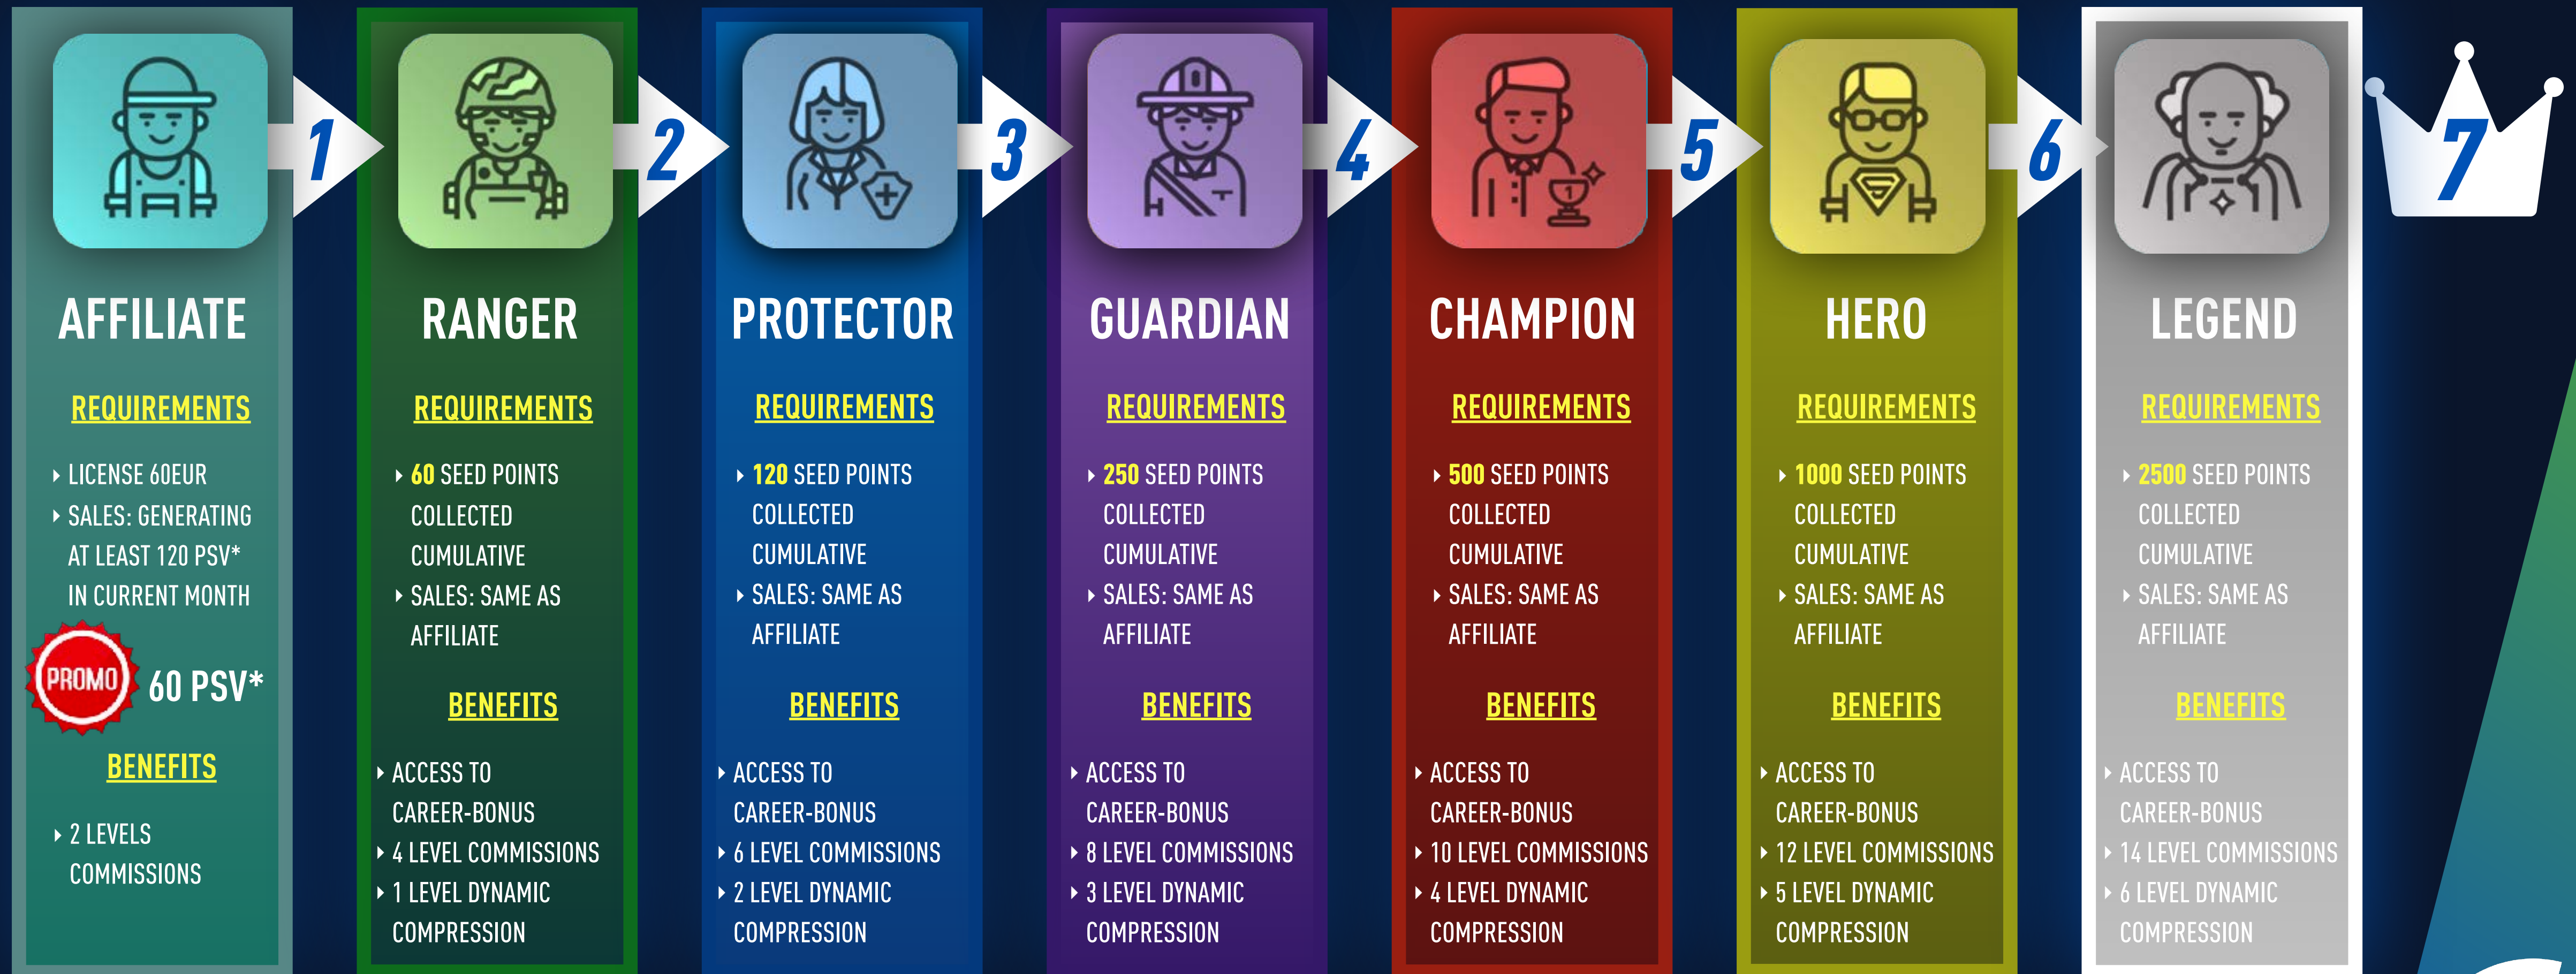 1
2
3
4
5
6
7
AFFILIATE
REQUIREMENTS
LICENSE 60EUR
SALES: GENERATING
AT LEAST 120 PSV*
IN CURRENT MONTH
PROMO
60 PSV*
BENEFITS
2 LEVELS
COMMISSIONS
RANGER
REQUIREMENTS
60 SEED POINTS
COLLECTED
CUMULATIVE
SALES: SAME AS
AFFILIATE
BENEFITS
ACCESS TO
CAREER-BONUS
4 LEVEL COMMISSIONS
1 LEVEL DYNAMIC
COMPRESSION
PROTECTOR
REQUIREMENTS
120 SEED POINTS
COLLECTED
CUMULATIVE
SALES: SAME AS
AFFILIATE
BENEFITS
ACCESS TO
CAREER-BONUS
6 LEVEL COMMISSIONS
2 LEVEL DYNAMIC
COMPRESSION
GUARDIAN
REQUIREMENTS
250 SEED POINTS
COLLECTED
CUMULATIVE
SALES: SAME AS
AFFILIATE
BENEFITS
ACCESS TO
CAREER-BONUS
8 LEVEL COMMISSIONS
3 LEVEL DYNAMIC
COMPRESSION
1
CHAMPION
REQUIREMENTS
500 SEED POINTS
COLLECTED
CUMULATIVE
SALES: SAME AS
AFFILIATE
BENEFITS
ACCESS TO
CAREER-BONUS
10 LEVEL COMMISSIONS
4 LEVEL DYNAMIC
COMPRESSION
HERO
REQUIREMENTS
1000 SEED POINTS
COLLECTED
CUMULATIVE
SALES: SAME AS
AFFILIATE
BENEFITS
ACCESS TO
CAREER-BONUS
12 LEVEL COMMISSIONS
5 LEVEL DYNAMIC
COMPRESSION
LEGEND
REQUIREMENTS
2500 SEED POINTS
COLLECTED
CUMULATIVE
SALES: SAME AS
AFFILIATE
BENEFITS
ACCESS TO
CAREER-BONUS
14 LEVEL COMMISSIONS
6 LEVEL DYNAMIC
COMPRESSION